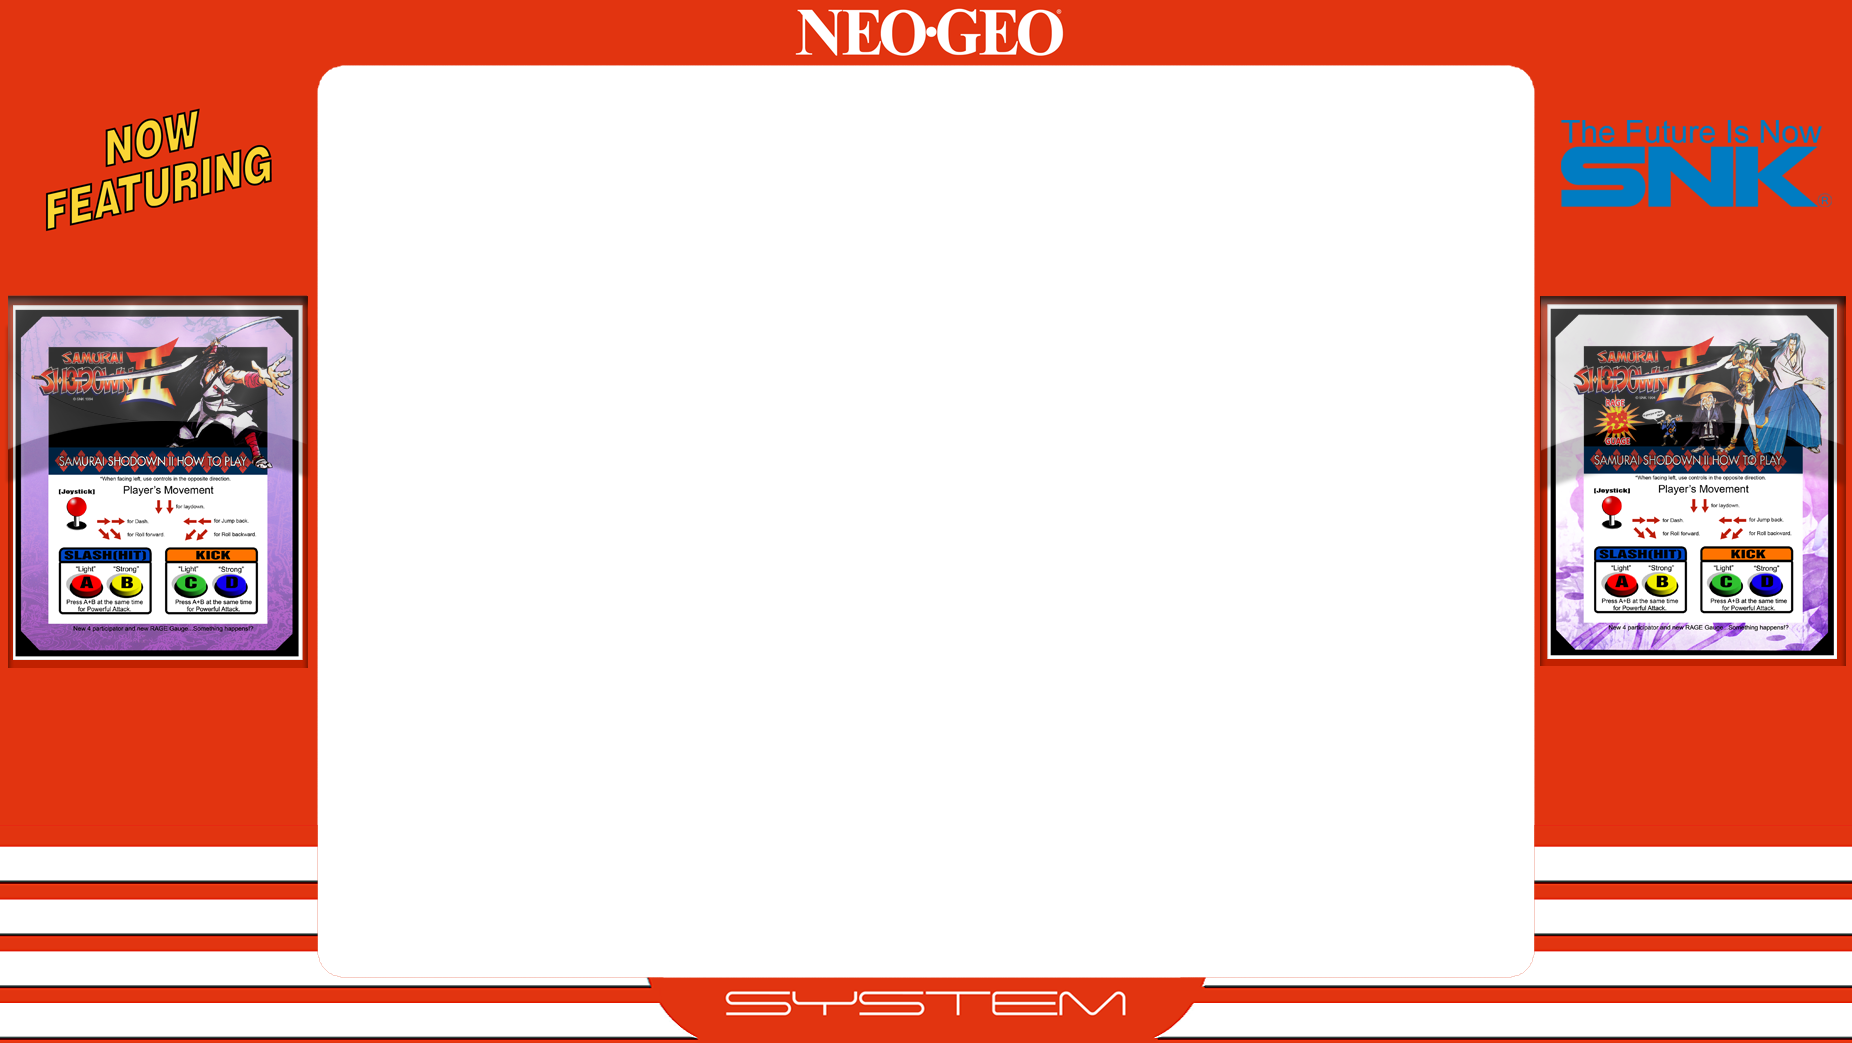 NEO•GEO®
NOW
FEATURING
The Future Is Now
SNK®
SAMURAI
SHODOWN II
© SNK 1994
SAMURAI SHODOWN II HOW TO PLAY
*When facing left, use controls in the opposite direction.
[Joystick]
Player's Movement
for laydown.
for Dash.
for Jump back.
for Roll forward.
for Roll backward.
SLASH(HIT)
KICK
"Light" "Strong"
"Light" "Strong"
A B
C D
Press A+B at the same time
for Powerful Attack.
Press A+B at the same time
for Powerful Attack.
New 4 participator and new RAGE Gauge...Something happens!?
SAMURAI
SHODOWN II
© SNK 1994
RAGE
GUAGE
SAMURAI SHODOWN II HOW TO PLAY
*When facing left, use controls in the opposite direction.
[Joystick]
Player's Movement
for laydown.
for Dash.
for Jump back.
for Roll forward.
for Roll backward.
SLASH(HIT)
KICK
"Light" "Strong"
"Light" "Strong"
A B
C D
Press A+B at the same time
for Powerful Attack.
Press A+B at the same time
for Powerful Attack.
New 4 participator and new RAGE Gauge...Something happens!?
SYSTEM